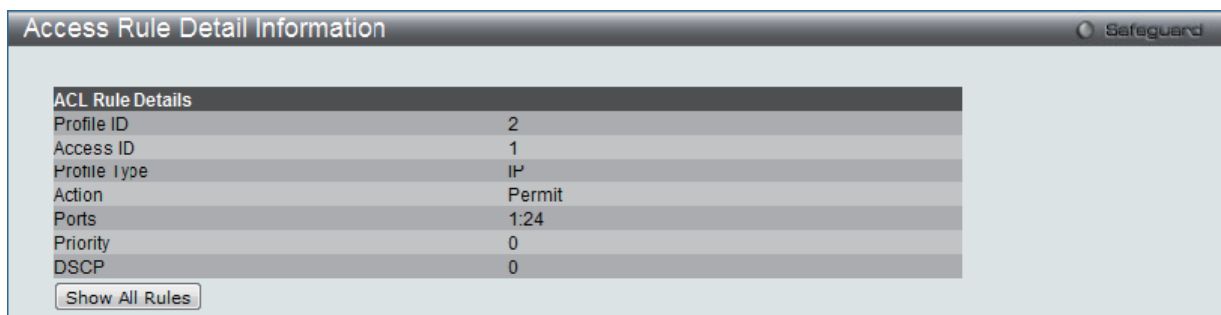 Access Rule Detail Information
Safeguard
ACL Rule Details
Profile ID 2
Access ID 1
Profile Type IP
Action Permit
Ports 1:24
Priority 0
DSCP 0
Show All Rules